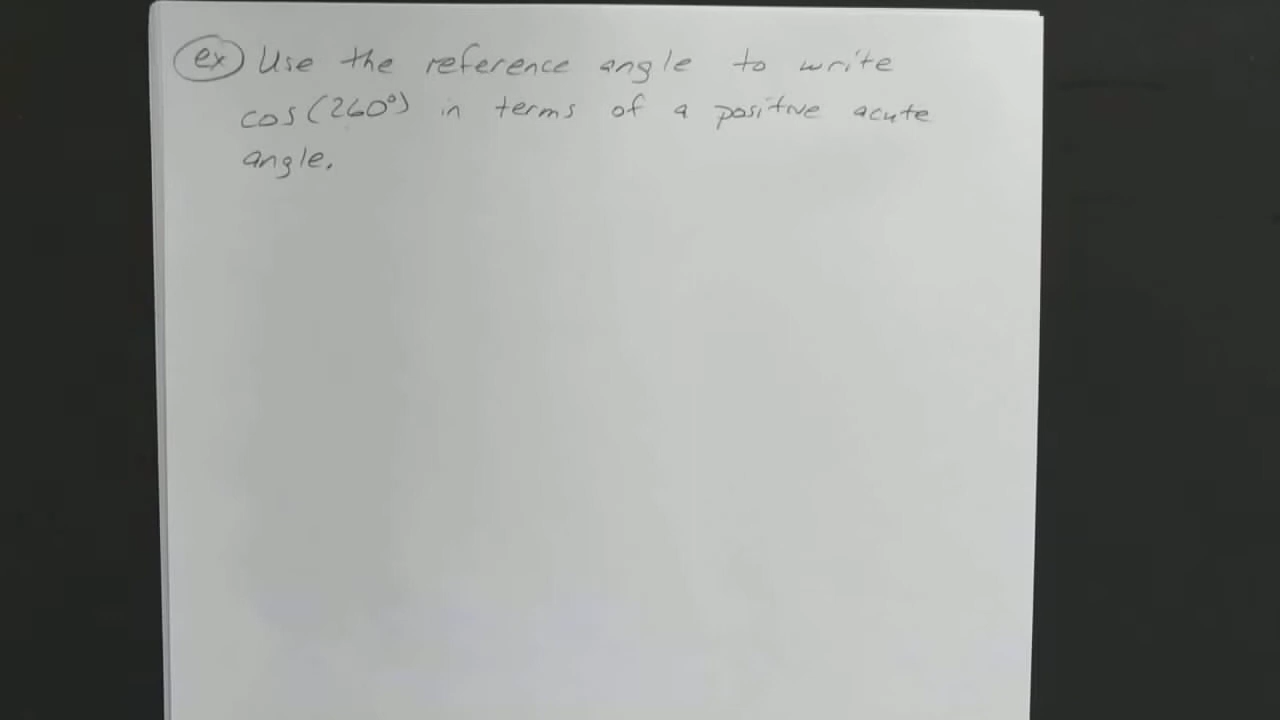 ex Use the reference angle to write
cos(260°) in terms of a positive acute
angle.